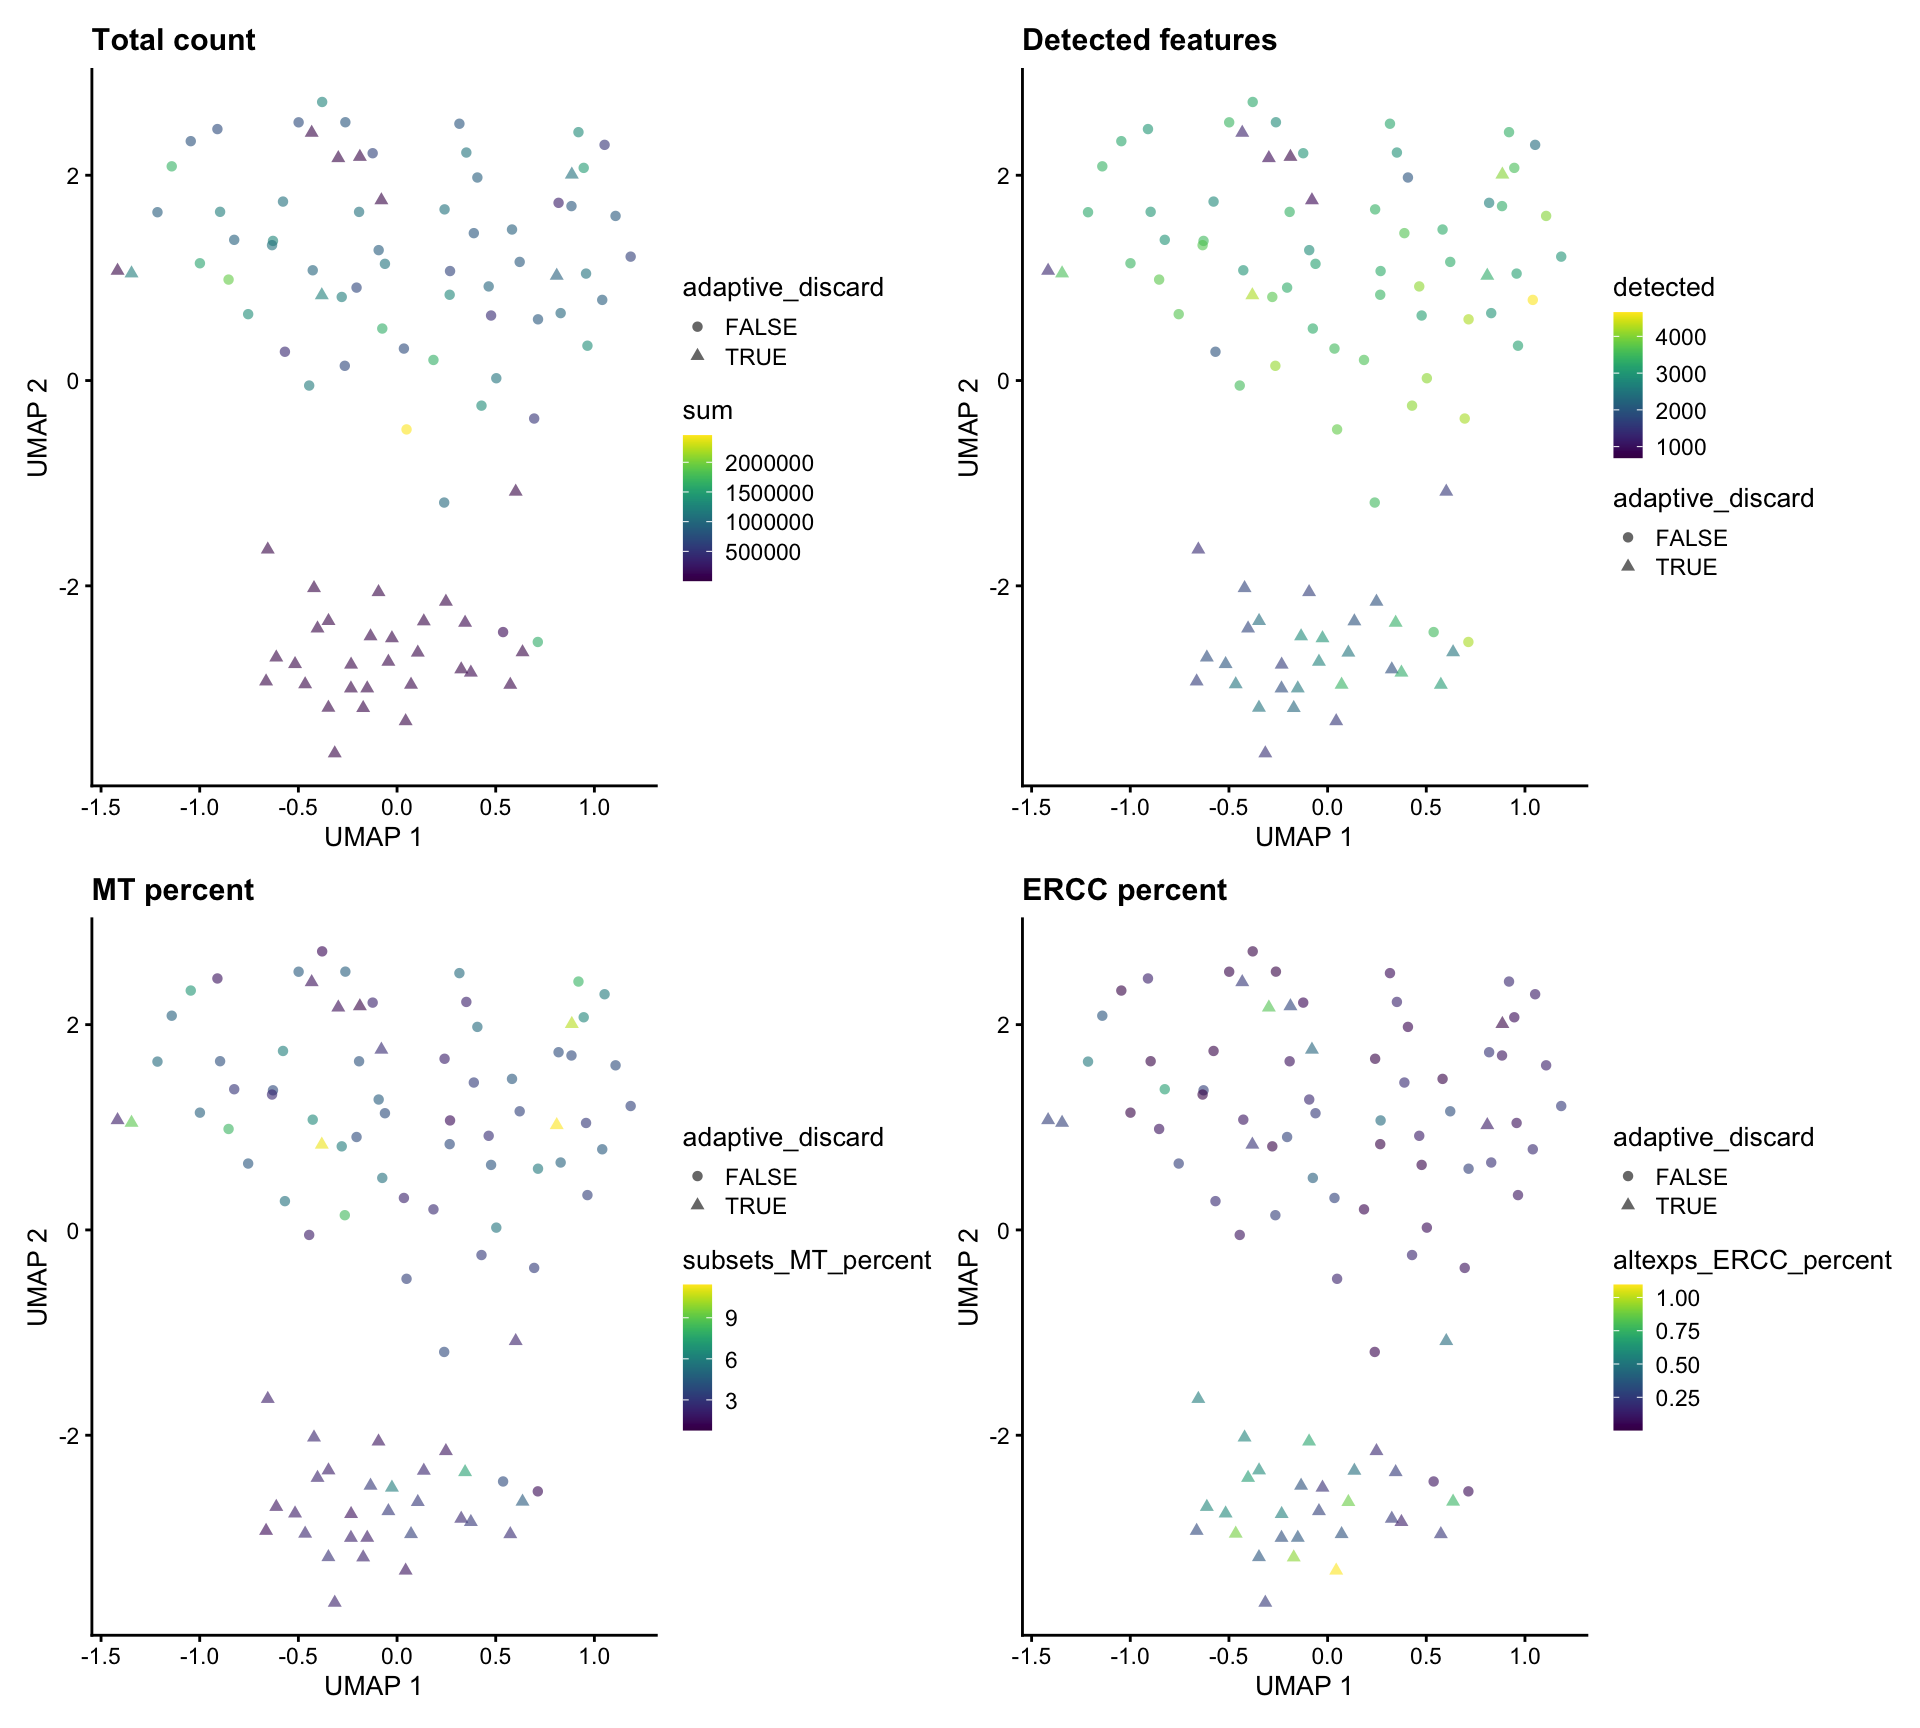 Total count
2
0
-2
UMAP 2
-1.5 -1.0 -0.5 0.0 0.5 1.0
UMAP 1
adaptive_discard
FALSE
TRUE
sum
2000000
1500000
1000000
500000
Detected features
2
0
-2
UMAP 2
-1.5 -1.0 -0.5 0.0 0.5 1.0
UMAP 1
detected
4000
3000
2000
1000
adaptive_discard
FALSE
TRUE
MT percent
2
0
-2
UMAP 2
-1.5 -1.0 -0.5 0.0 0.5 1.0
UMAP 1
adaptive_discard
FALSE
TRUE
subsets_MT_percent
9
6
3
ERCC percent
2
0
-2
UMAP 2
-1.5 -1.0 -0.5 0.0 0.5 1.0
UMAP 1
adaptive_discard
FALSE
TRUE
altexps_ERCC_percent
1.00
0.75
0.50
0.25